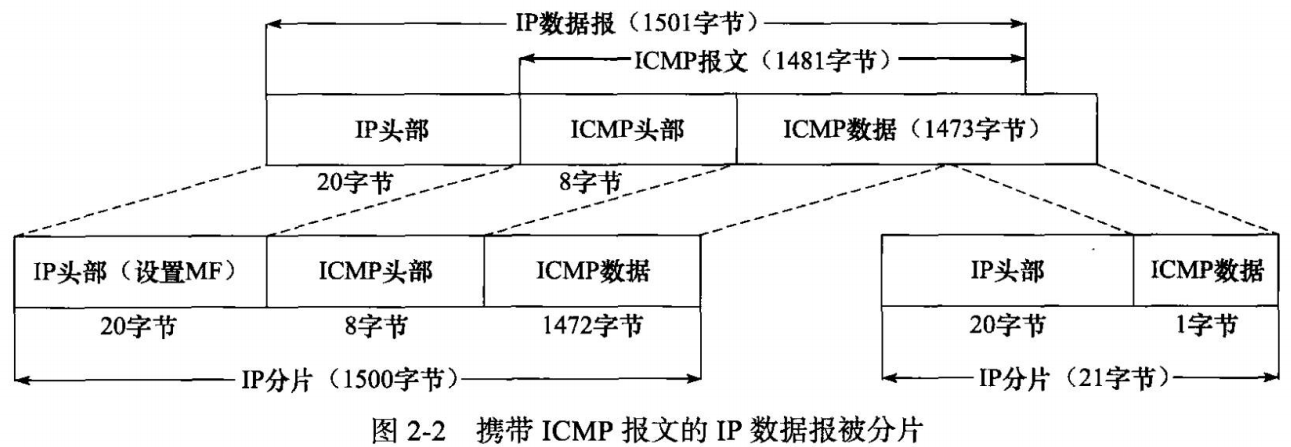 IP数据报（1501字节）
ICMP报文（1481字节）
IP头部 ICMP头部 ICMP数据（1473字节）
20字节 8字节
IP头部（设置MF） ICMP头部 ICMP数据 IP头部 ICMP数据
20字节 8字节 1472字节 20字节 1字节
IP分片（1500字节） IP分片（21字节）
图 2-2 携带 ICMP 报文的 IP 数据报被分片